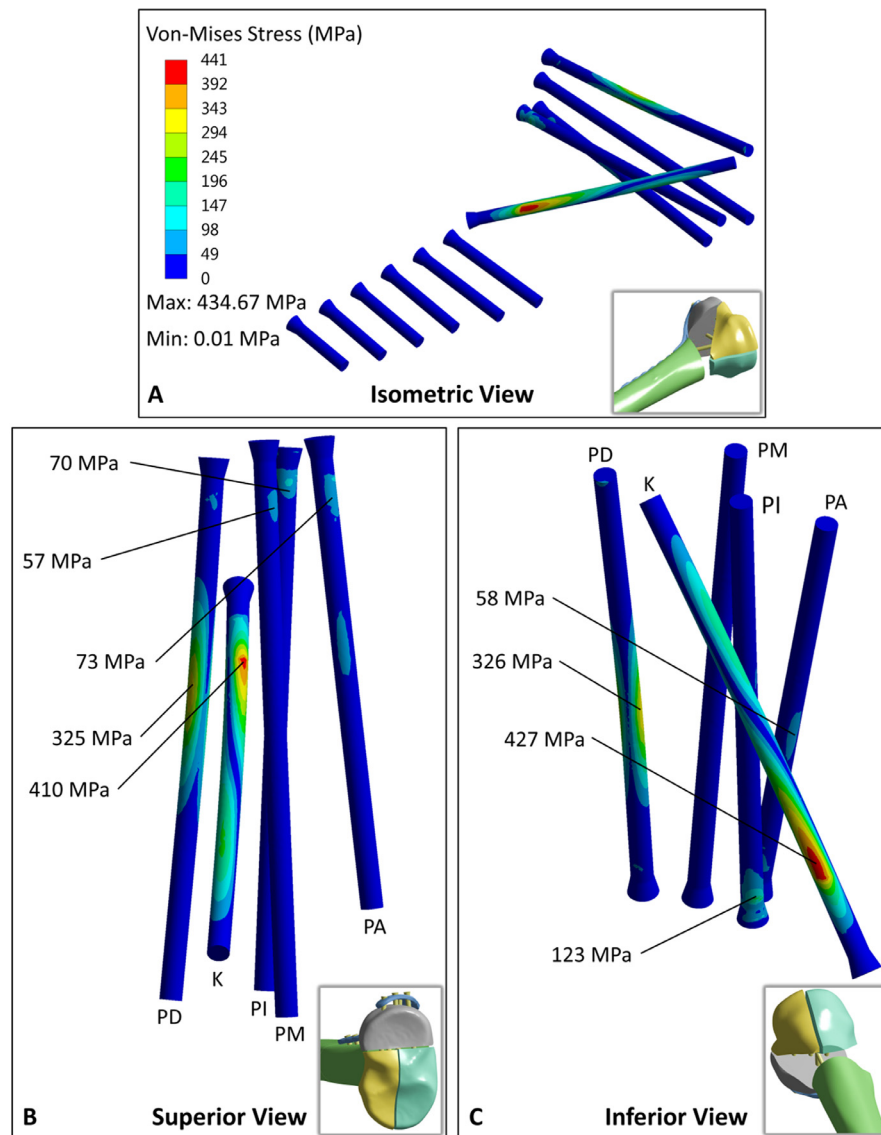 Von-Mises Stress (MPa)
441
392
343
294
245
196
147
98
49
0
Max: 434.67 MPa
Min: 0.01 MPa
A
Isometric View
70 MPa
57 MPa
73 MPa
325 MPa
410 MPa
PD
K
PI
PM
PA
B
Superior View
PD
K
PM
PI
PA
58 MPa
326 MPa
427 MPa
123 MPa
C
Inferior View